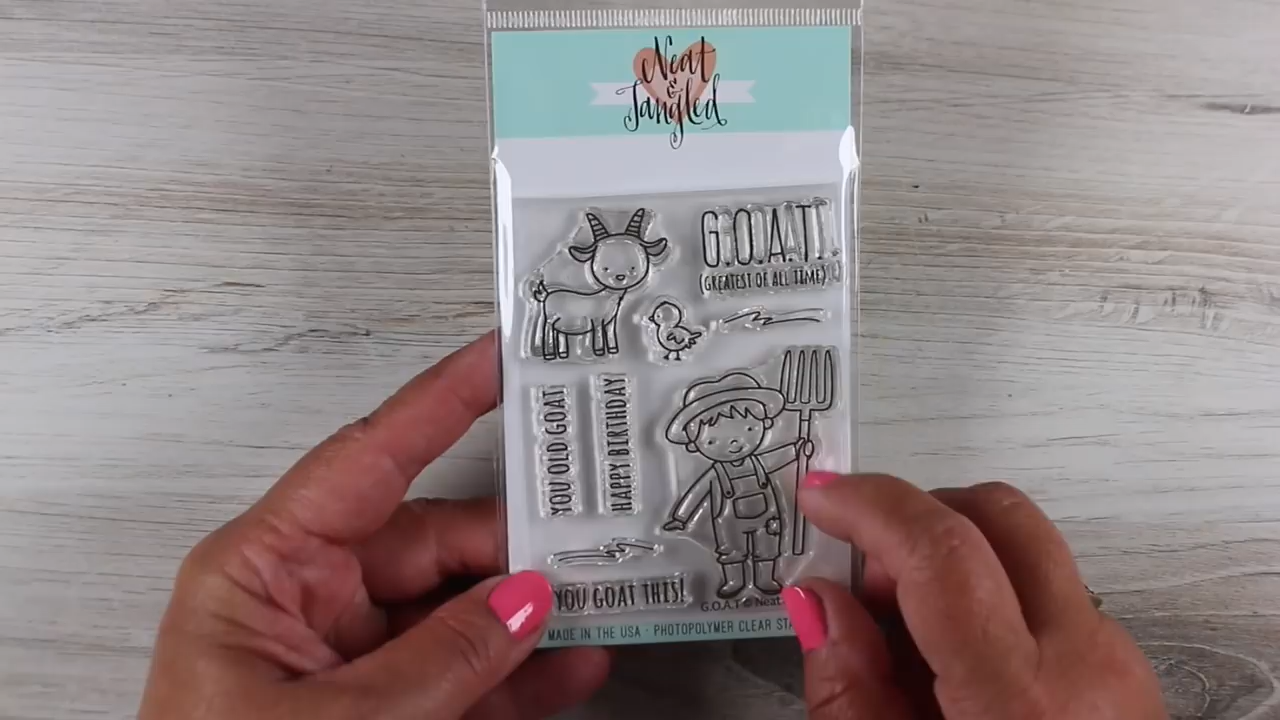 Neat
&
Tangled
G.O.A.T.
(GREATEST OF ALL TIME)
YOU OLD GOAT
HAPPY BIRTHDAY
YOU GOAT THIS!
G.O.A.T © Neat
MADE IN THE USA · PHOTOPOLYMER CLEAR